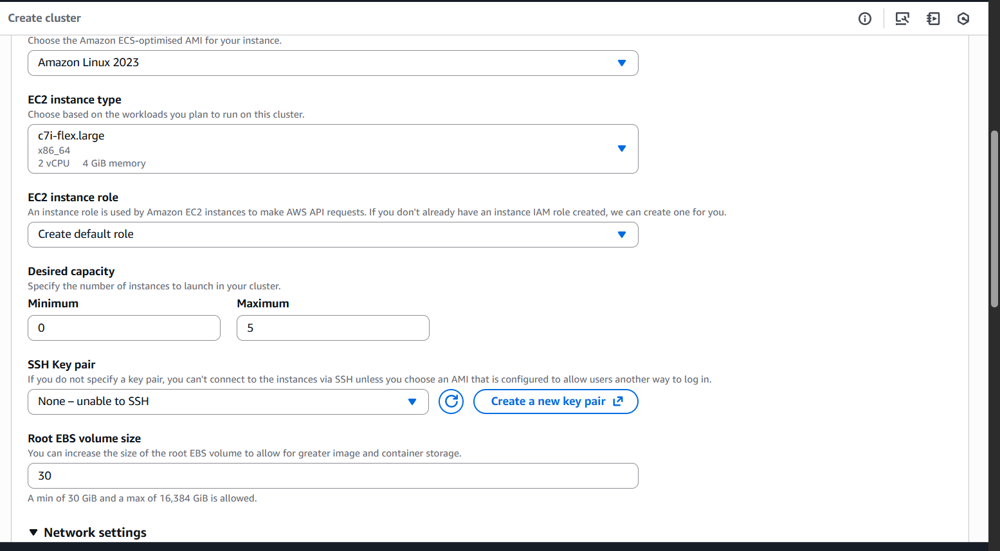 Create cluster
Choose the Amazon ECS-optimised AMI for your instance.
Amazon Linux 2023
EC2 instance type
Choose based on the workloads you plan to run on this cluster.
c7i-flex.large
x86_64
2 vCPU 4 GiB memory
EC2 instance role
An instance role is used by Amazon EC2 instances to make AWS API requests. If you don't already have an instance IAM role created, we can create one for you.
Create default role
Desired capacity
Specify the number of instances to launch in your cluster.
Minimum Maximum
0 5
SSH Key pair
If you do not specify a key pair, you can't connect to the instances via SSH unless you choose an AMI that is configured to allow users another way to log in.
None – unable to SSH Create a new key pair
Root EBS volume size
You can increase the size of the root EBS volume to allow for greater image and container storage.
30
A min of 30 GiB and a max of 16,384 GiB is allowed.
Network settings